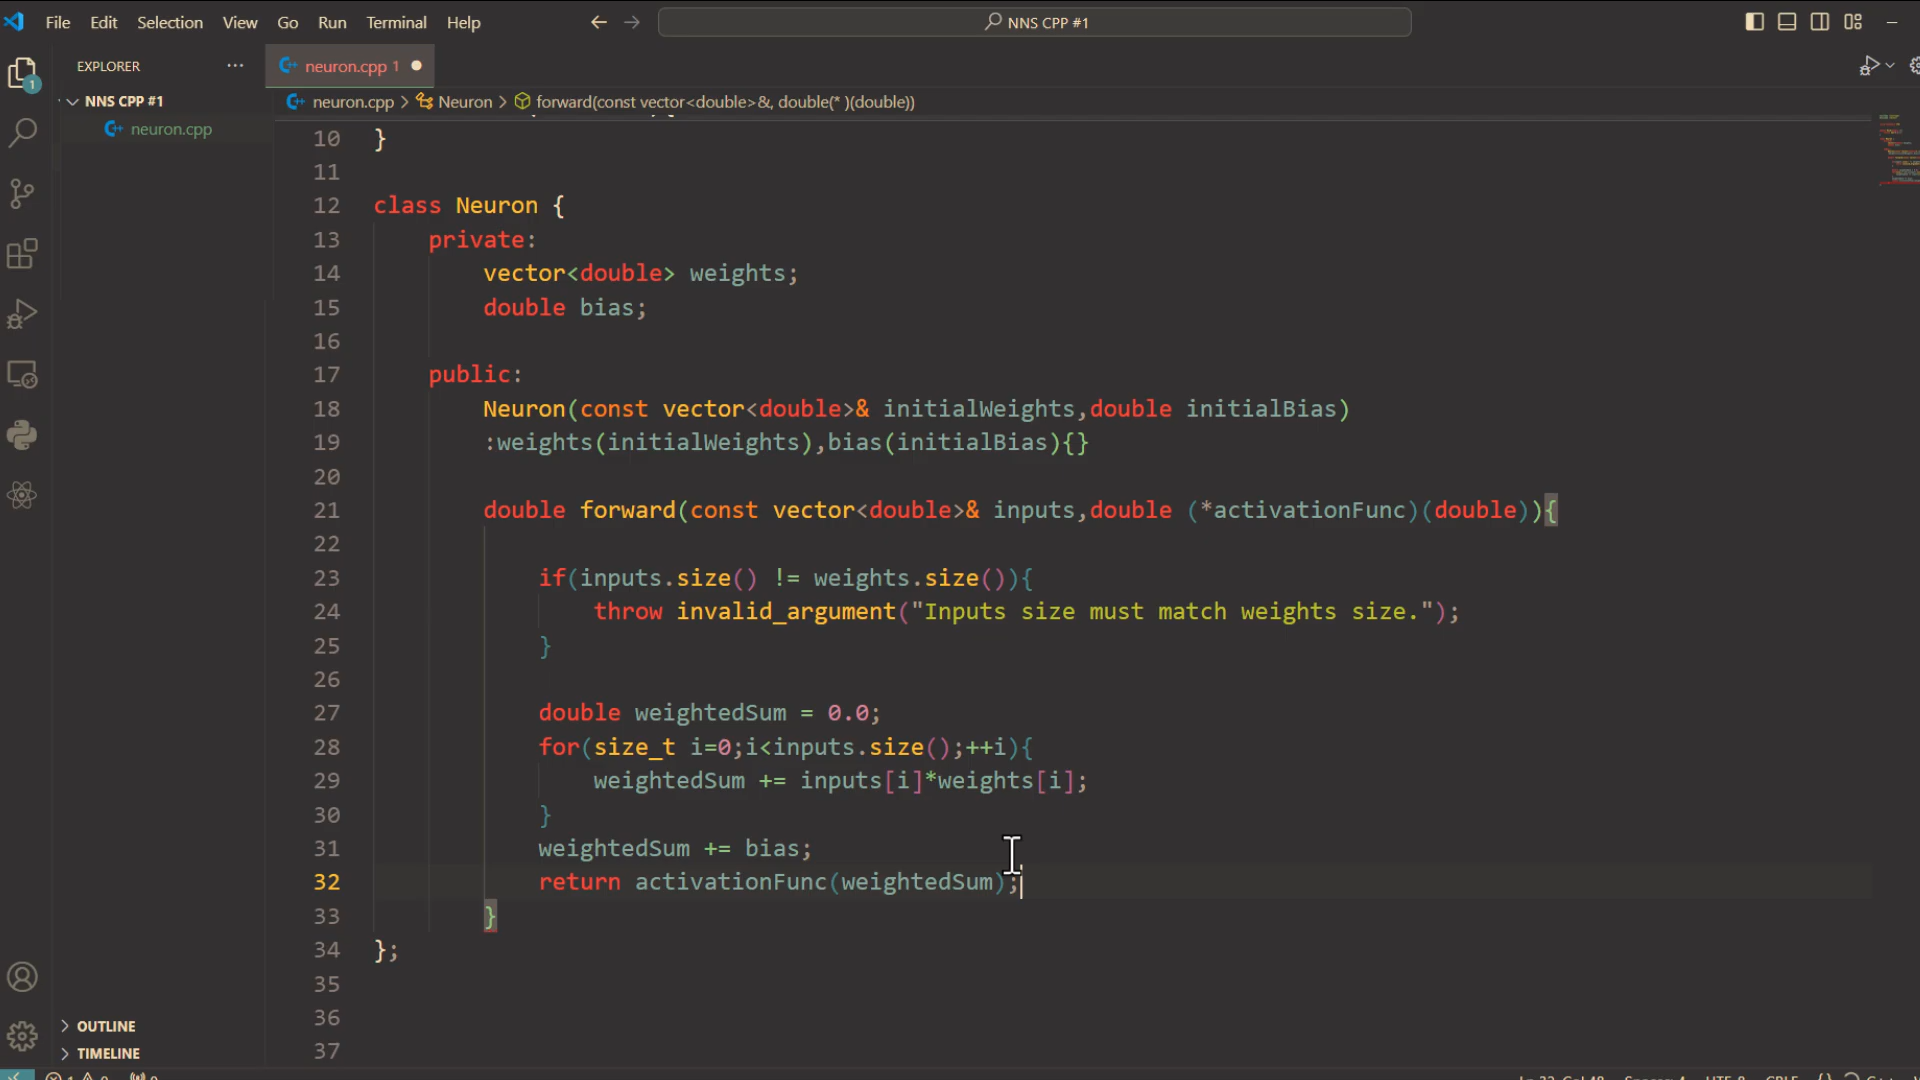 File Edit Selection View Go Run Terminal Help
NNS CPP #1
EXPLORER
neuron.cpp 1
NNS CPP #1
neuron.cpp
neuron.cpp > Neuron > forward(const vector<double>&, double(* )(double))
10 }
11
12 class Neuron {
13 private:
14 vector<double> weights;
15 double bias;
16
17 public:
18 Neuron(const vector<double>& initialWeights,double initialBias)
19 :weights(initialWeights),bias(initialBias){}
20
21 double forward(const vector<double>& inputs,double (*activationFunc)(double)){
22
23 if(inputs.size() != weights.size()){
24 throw invalid_argument("Inputs size must match weights size.");
25 }
26
27 double weightedSum = 0.0;
28 for(size_t i=0;i<inputs.size();++i){
29 weightedSum += inputs[i]*weights[i];
30 }
31 weightedSum += bias;
32 return activationFunc(weightedSum);
33 }
34 };
35
36
37
1
OUTLINE
TIMELINE